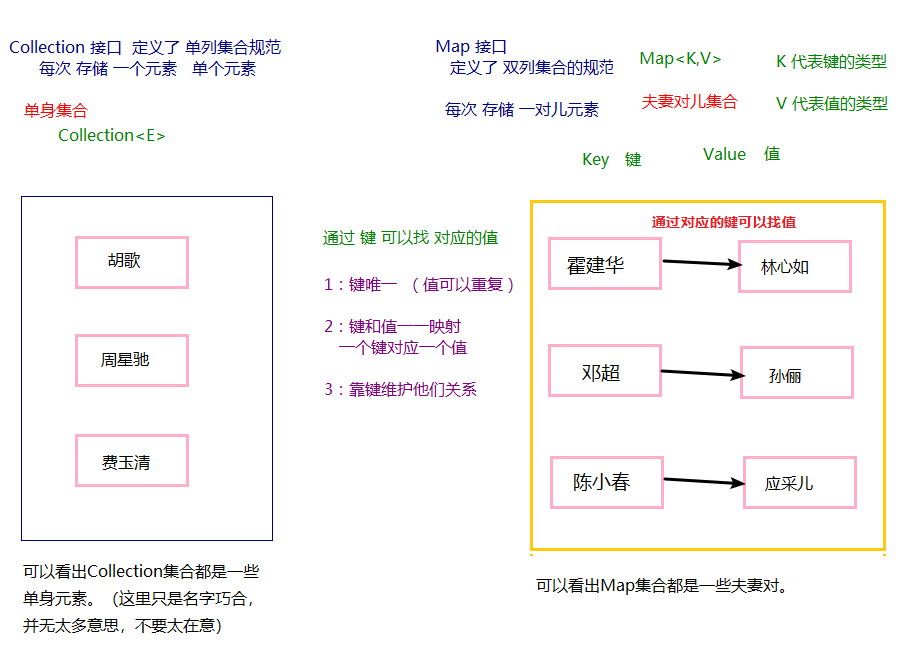 Collection 接口 定义了 单列集合规范
每次 存储 一个元素 单个元素
单身集合
Collection<E>
胡歌
周星驰
费玉清
可以看出Collection集合都是一些
单身元素。（这里只是名字巧合，
并无太多意思，不要太在意）
Map 接口
定义了 双列集合的规范
每次 存储 一对儿元素
Map<K,V>
K 代表键的类型
夫妻对儿集合
V 代表值的类型
Key 键
Value 值
通过 键 可以找 对应的值
1：键唯一 （ 值可以重复 ）
2：键和值一一映射
一个键对应一个值
3：靠键维护他们关系
通过对应的键可以找值
霍建华
林心如
邓超
孙俪
陈小春
应采儿
可以看出Map集合都是一些夫妻对。